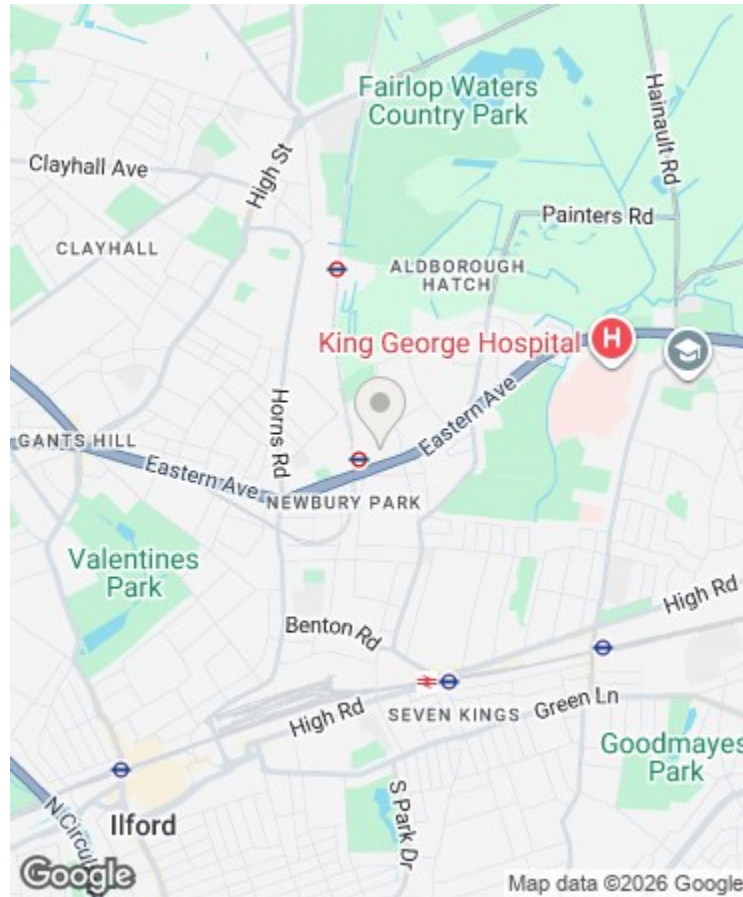 Fairlop Waters
Country Park
Hainault Rd
Clayhall Ave
High St
Painters Rd
CLAYHALL
ALDBOROUGH
HATCH
King George Hospital
H
Horns Rd
Eastern Ave
GANTS HILL
Eastern Ave
NEWBURY PARK
Valentines
Park
High Rd
Benton Rd
High Rd
SEVEN KINGS
Green Ln
Goodmayes
Park
S Park Dr
Ilford
N Circul
Google
Map data ©2026 Google